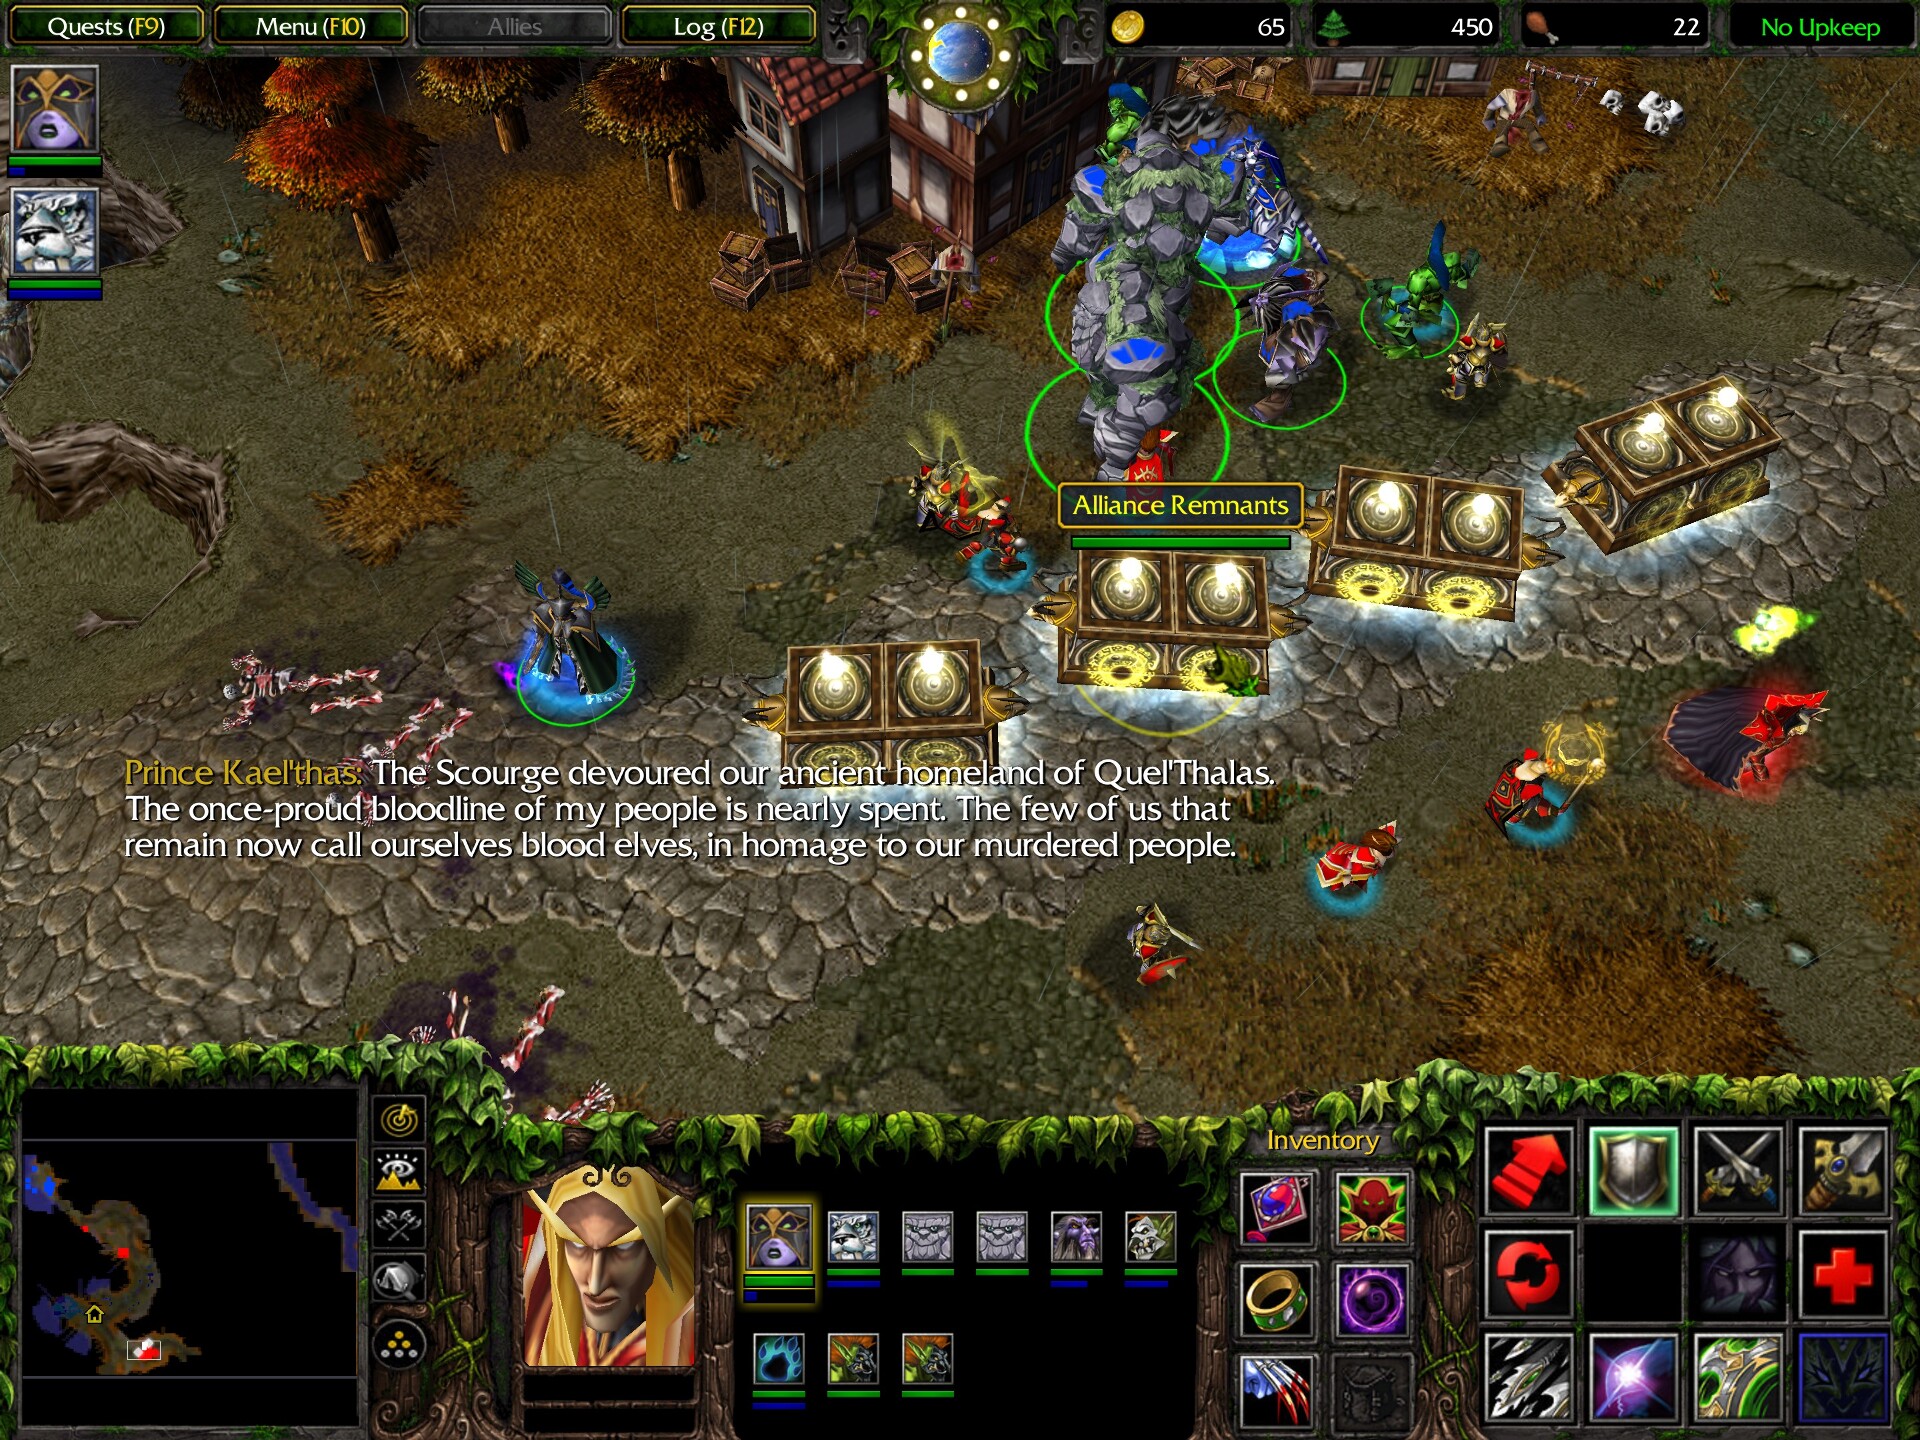 Quests (F9) Menu (F10) Allies Log (F12) 65 450 22 No Upkeep
Alliance Remnants
Prince Kael'thas: The Scourge devoured our ancient homeland of Quel'Thalas.
The once-proud bloodline of my people is nearly spent. The few of us that
remain now call ourselves blood elves, in homage to our murdered people.
Inventory